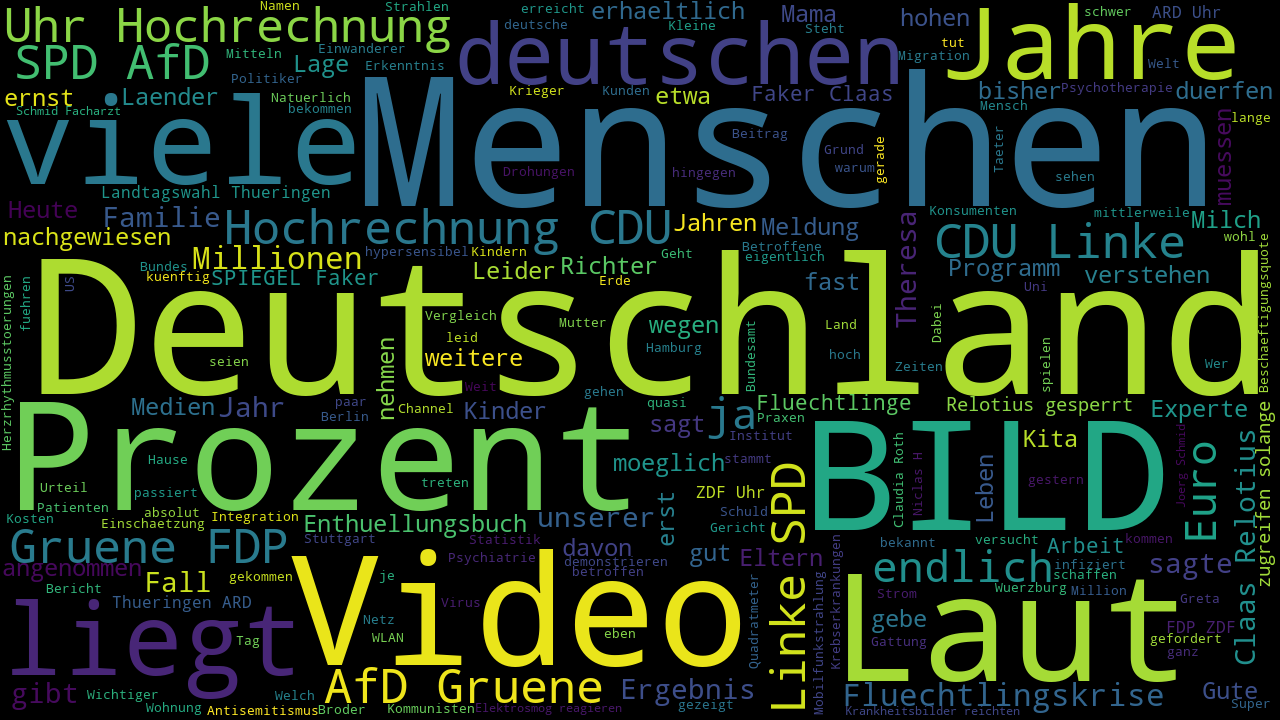 Namen
Strahlen
Uhr Hochrechnung
erreicht
deutsche
erhaeltlich
Kleine
Mama
Steht
hohen
tut
Jahre
schwer
ARD Uhr
Welt
SPD AfD
Mitteln
Einwanderer
Lage
Erkenntnis
deutschen
Migration
Politiker
ernst
Schmid Facharzt
Laender
Natuerlich
bekommen
Krieger
Kunden
etwa
Faker Claas
bisher
Psychotherapie
duerfen
Mensch
lange
viele
Menschen
Beitrag
Grund
warum
gerade
Taeter
sehen
muessen
Drohungen
hingegen
Landtagswahl Thueringen
Heute
Familie
nachgewiesen
Hochrechnung CDU
Jahren
Meldung
Theresa
Konsumenten
mittlerweile
Milch
wohl
CDU Linke
Millionen
hypersensibel
Kindern
Betroffene
eigentlich
Geht
Bundes
kuenftig
SPIEGEL Faker
Leider
Richter
Erde
fast
Programm
verstehen
Uni
Herzrhythmusstoerungen
fuehren
US
Deutschland
Vergleich
leid
Mutter
wegen
Hamburg
Land
hoch
Dabei
Zeiten
Wer
spielen
Bundesamt
Beschaeftigungsquote
seien
nehmen
weitere
Weit
gehen
quasi
Medien
Jahr
paar
Berlin
Channel
Kinder
sagt
ja
Fluechtlinge
Praxen
Institut
Relotius gesperrt
Experte
Prozent
Hause
Urteil
Patienten
passiert
treten
moeglich
stammt
BILD
Claudia Roth
Niclas H
Leben
Kita
gestern
Joerg Schmid
Euro
Claas Relotius
zugreifen solange
ZDF Uhr
Schuld
Gericht
Linke SPD
Kosten
absolut
Einschaetzung
Integration
Enthuellungsbuch
unserer
erst
Gruene FDP
Stuttgart
Statistik
Psychiatrie
davon
demonstrieren
betroffen
gut
Eltern
bekannt
versucht
kommen
Arbeit
infiziert
schaffen
sagte
angenommen
Bericht
Fall
gekommen
je
endlich
Wuerzburg
Million
Greta
liegt
Thueringen ARD
Tag
Video
Virus
Netz
WLAN
eben
Quadratmeter
Mobilfunkstrahlung
Krebserkrankungen
Laut
Strom
gebe
Gattung
FDP ZDF
gefordert
ganz
gibt
Wichtiger
Wohnung
Welch
Antisemitismus
Broder
AfD Gruene
Kommunisten
Elektrosmog reagieren
Ergebnis
gezeigt
Fluechtlingskrise
Krankheitsbilder reichten
Gute
Super